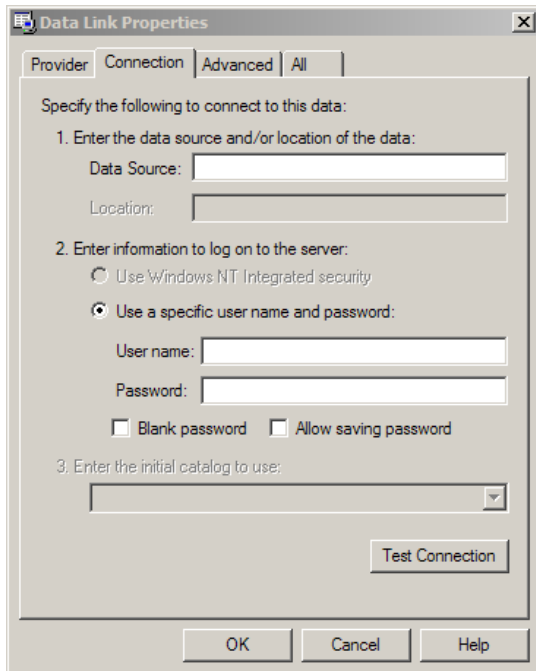 Data Link Properties
Provider Connection Advanced All
Specify the following to connect to this data:
1. Enter the data source and/or location of the data:
Data Source:
Location:
2. Enter information to log on to the server:
Use Windows NT Integrated security
Use a specific user name and password:
User name:
Password:
Blank password Allow saving password
3. Enter the initial catalog to use:
Test Connection
OK Cancel Help